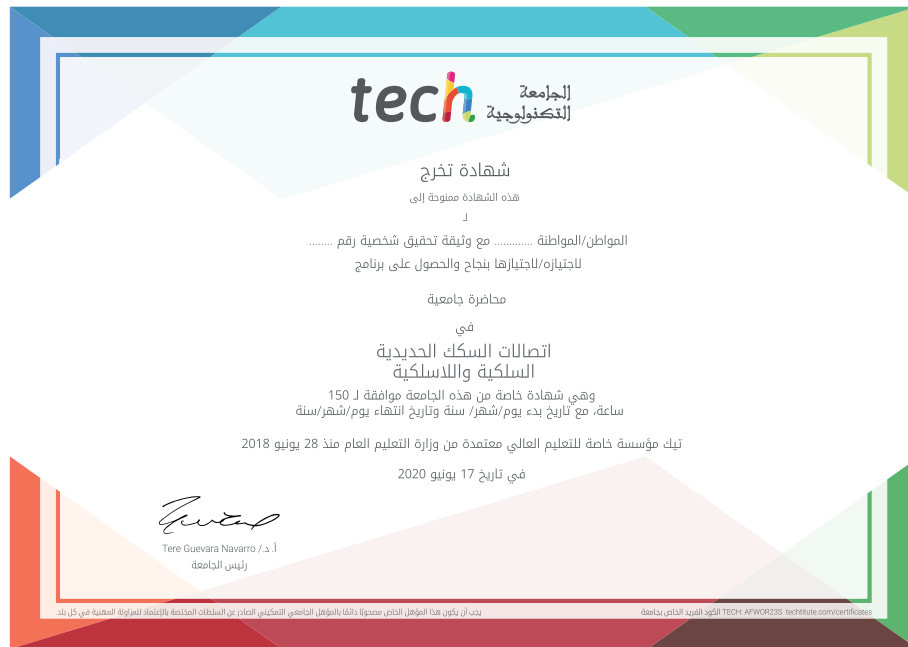 tech الجامعة
التكنولوجية
شهادة تخرج
هذه الشهادة ممنوحة إلى
لـ
المواطن/المواطنة ............. مع وثيقة تحقيق شخصية رقم ........
لاجتيازه/لاجتيازها بنجاح والحصول على برنامج
محاضرة جامعية
في
اتصالات السكك الحديدية
السلكية واللاسلكية
وهي شهادة خاصة من هذه الجامعة موافقة لـ 150
ساعة، مع تاريخ بدء يوم/شهر/ سنة وتاريخ انتهاء يوم/شهر/سنة
تيك مؤسسة خاصة للتعليم العالي معتمدة من وزارة التعليم العام منذ 28 يونيو 2018
في تاريخ 17 يونيو 2020
أ. د./ Tere Guevara Navarro
رئيس الجامعة
يجب أن يكون هذا المؤهل الخاص مصحوبًا دائمًا بالمؤهل الجامعي التمكيني الصادر عن السلطات المختصة بالإعتماد للمزاولة المهنية في كل بلد.
الكود الفريد الخاص بجامعة TECH: AFWOR23S techtitute.com/certificates